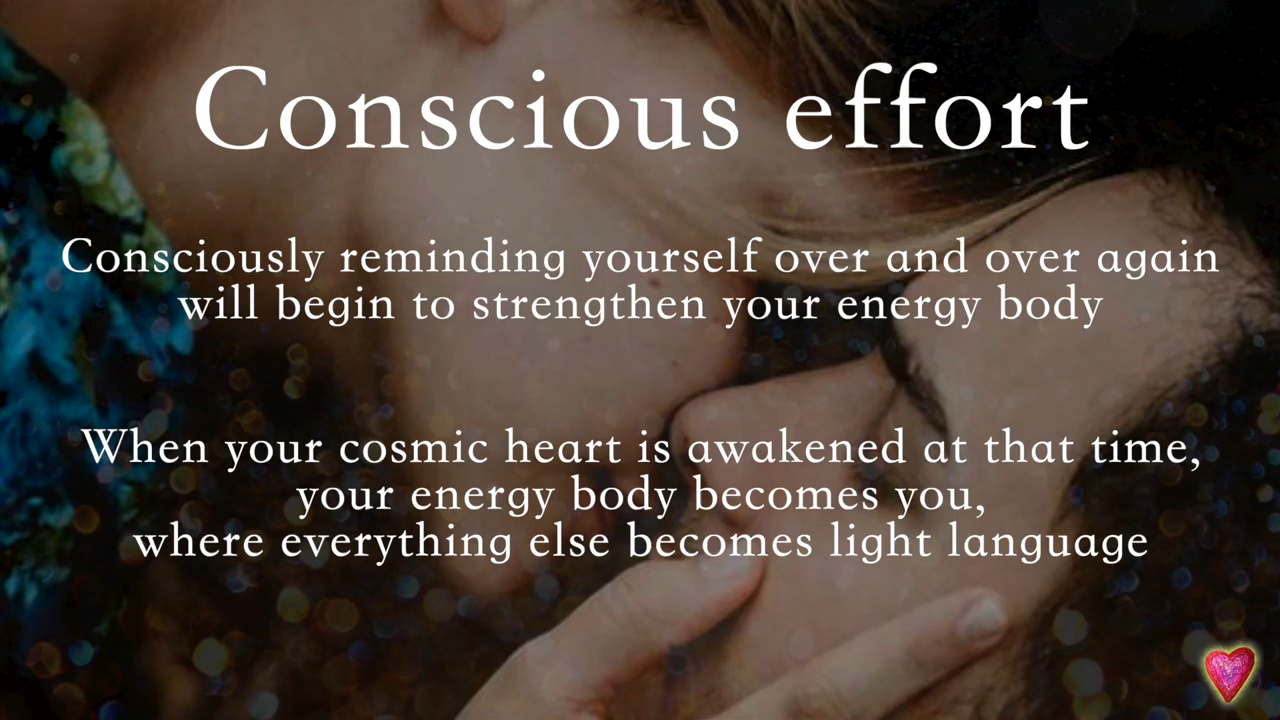 Conscious effort
Consciously reminding yourself over and over again
will begin to strengthen your energy body
When your cosmic heart is awakened at that time,
your energy body becomes you,
where everything else becomes light language